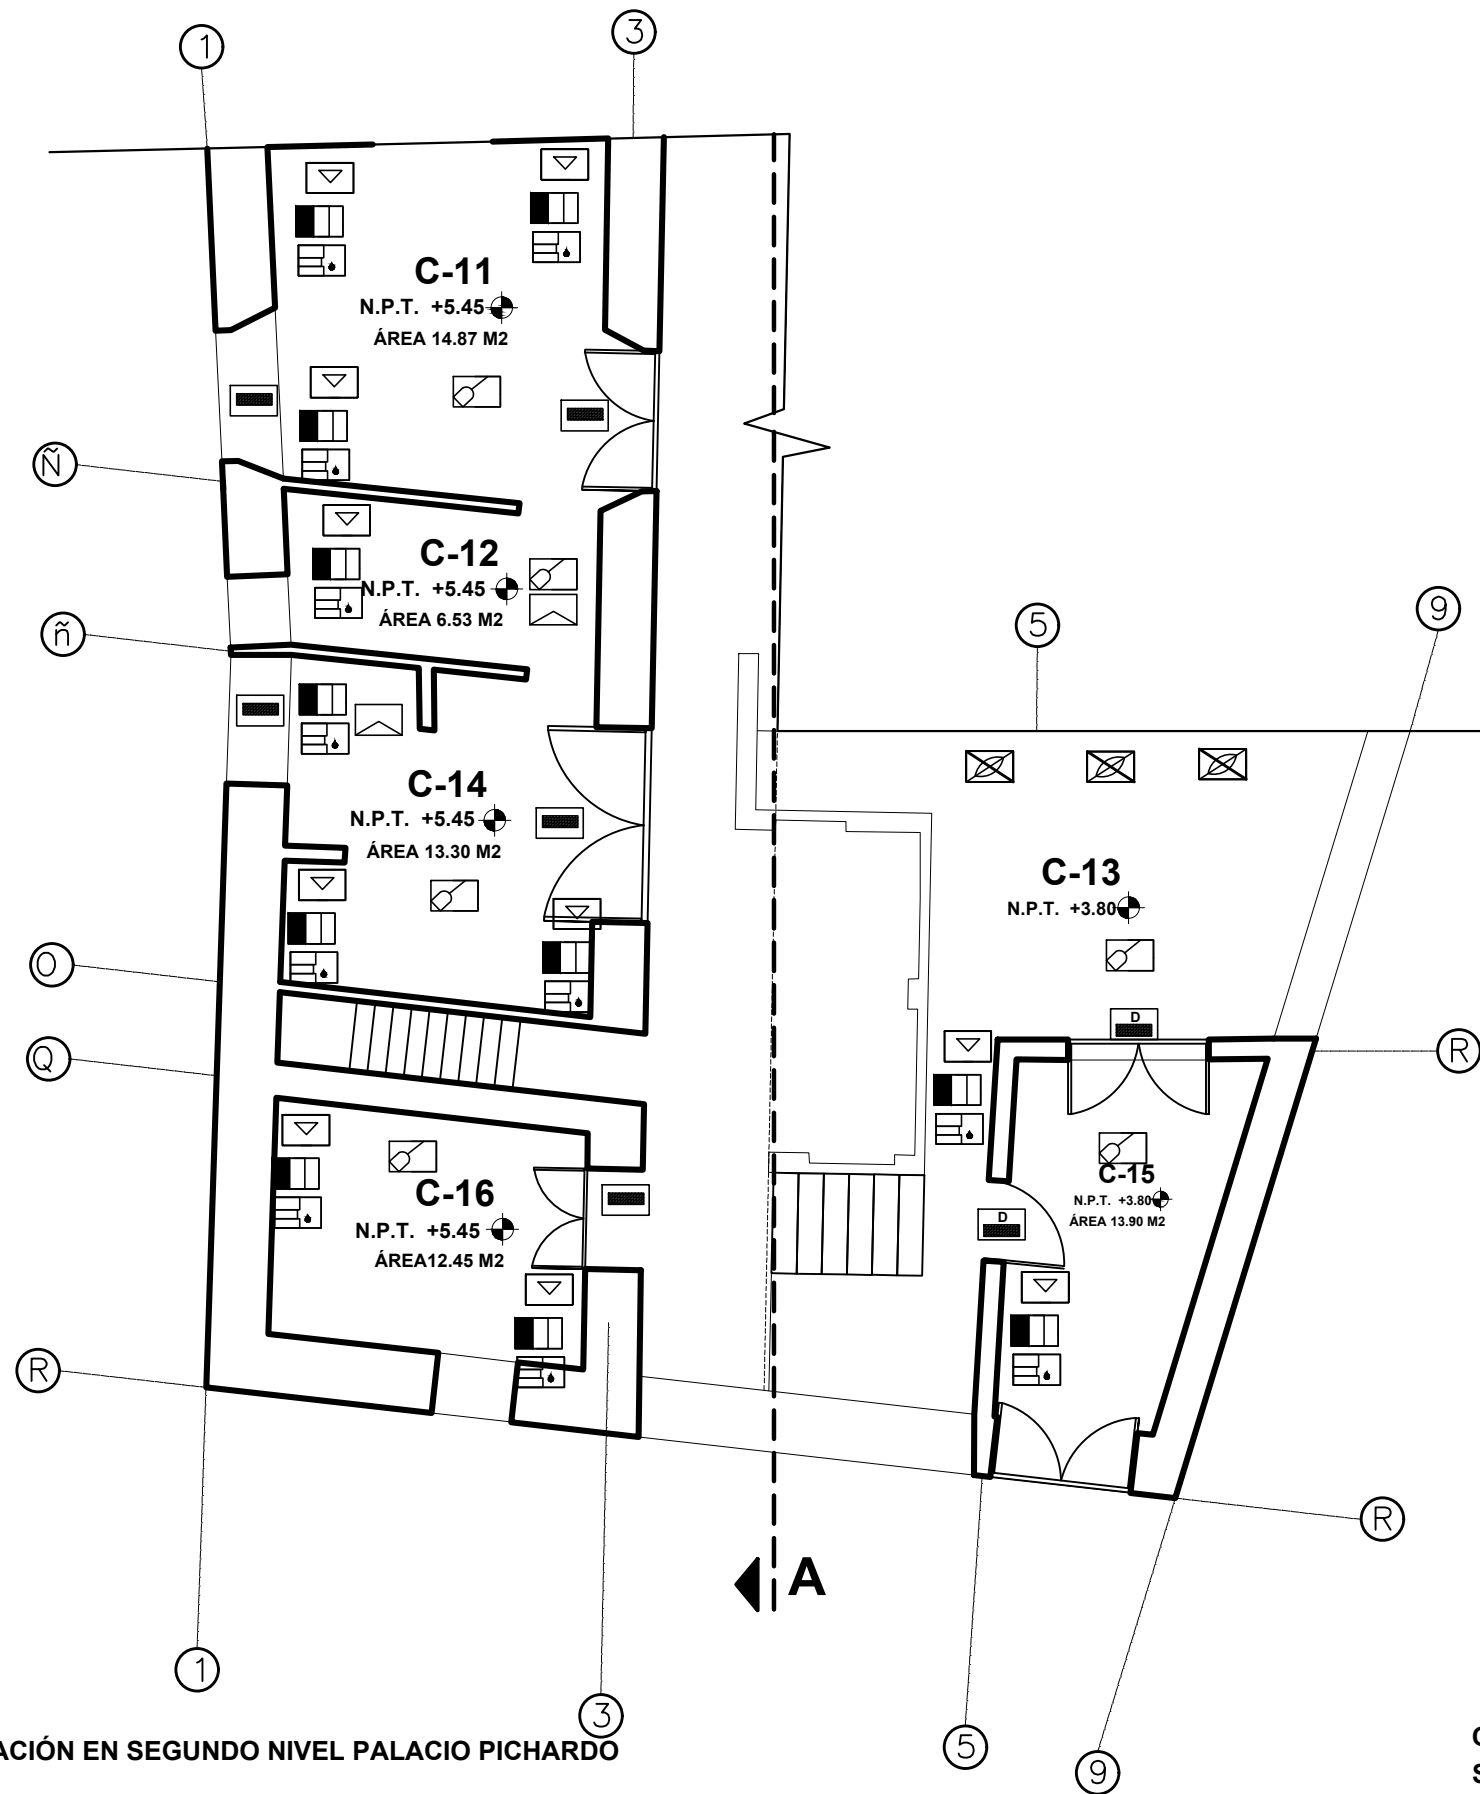 1
3
C-11
N.P.T. +5.45
ÁREA 14.87 M2
Ñ
C-12
N.P.T. +5.45
ÁREA 6.53 M2
ñ
5
9
C-14
N.P.T. +5.45
ÁREA 13.30 M2
C-13
N.P.T. +3.80
O
Q
D
R
C-15
N.P.T. +3.80
ÁREA 13.90 M2
C-16
N.P.T. +5.45
ÁREA12.45 M2
D
R
R
A
1
3
5
9
ACIÓN EN SEGUNDO NIVEL PALACIO PICHARDO